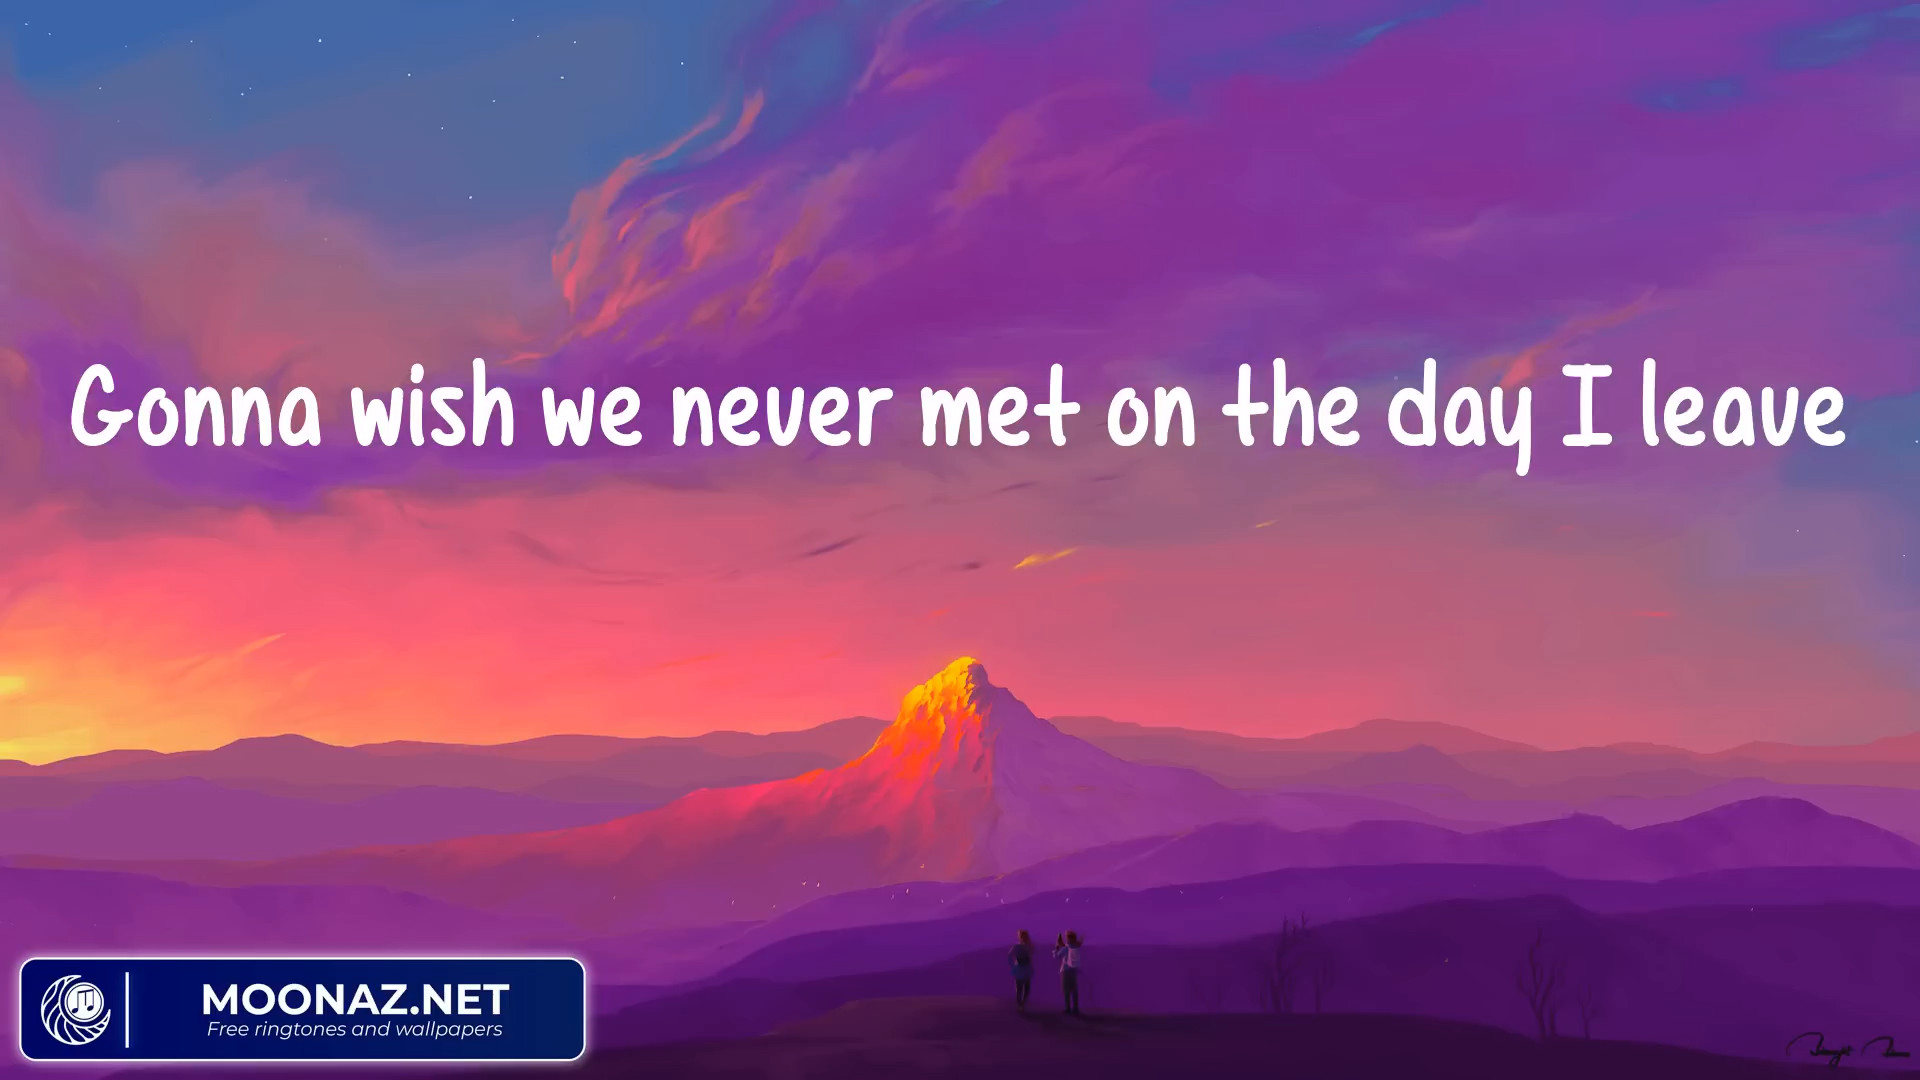 Gonna wish we never met on the day I leave
MOONAZ.NET
Free ringtones and wallpapers